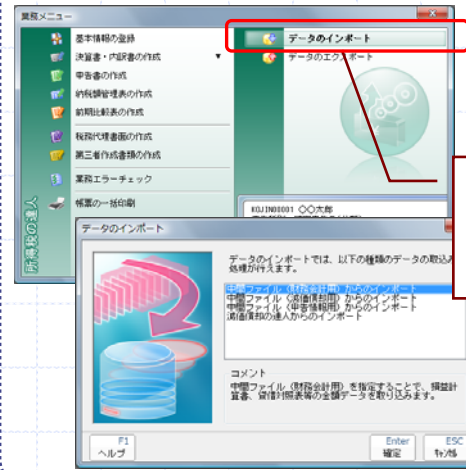 業務メニュー
基本情報の登録
決算書・内訳書の作成
申告書の作成
納税額管理表の作成
前期比較表の作成
税務代理書面の作成
第三者作成書類の作成
業務エラーチェック
帳票の一括印刷
所得税の達人
データのインポート
データのエクスポート
KOJIN00001 ○○太郎
データのインポート
データのインポートでは、以下の種類のデータの取込み
処理が行えます。
中間ファイル（財務会計用）からのインポート
中間ファイル（減価償却用）からのインポート
中間ファイル（申告情報用）からのインポート
減価償却の達人からのインポート
コメント
中間ファイル（財務会計用）を指定することで、損益計
算書、貸借対照表等の金額データを取り込みます。
F1
ヘルプ
Enter
確定
ESC
キャンセル